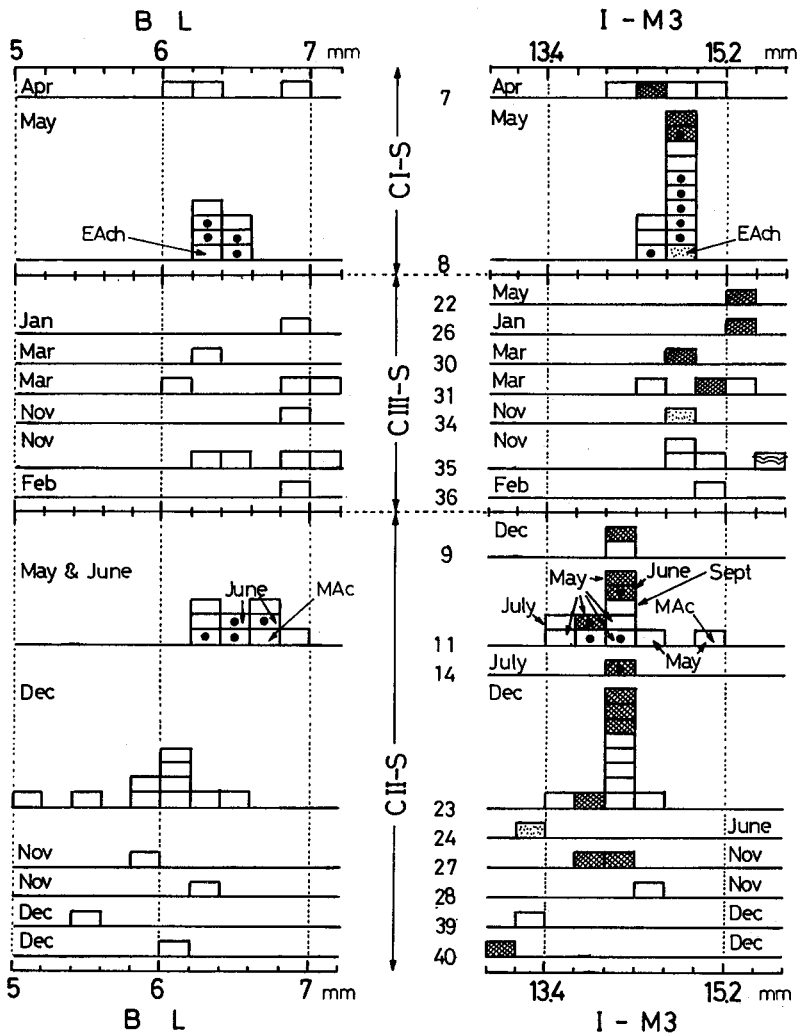 B L
I - M3
5 6 7 mm
13.4 15.2 mm
Apr 7 Apr
May May
CI-S
EAch EAch
8
22 May
Jan 26 Jan
Mar 30 Mar
Mar 31 Mar
CIII-S
Nov 34 Nov
Nov 35 Nov
Feb 36 Feb
9 Dec
May & June
June MAc
May June Sept
July MAc
11 May
14 July
Dec Dec
CII-S
23
24 June
Nov 27 Nov
Nov 28 Nov
Dec 39 Dec
Dec 40 Dec
5 6 7 mm
13.4 15.2 mm
B L
I - M3